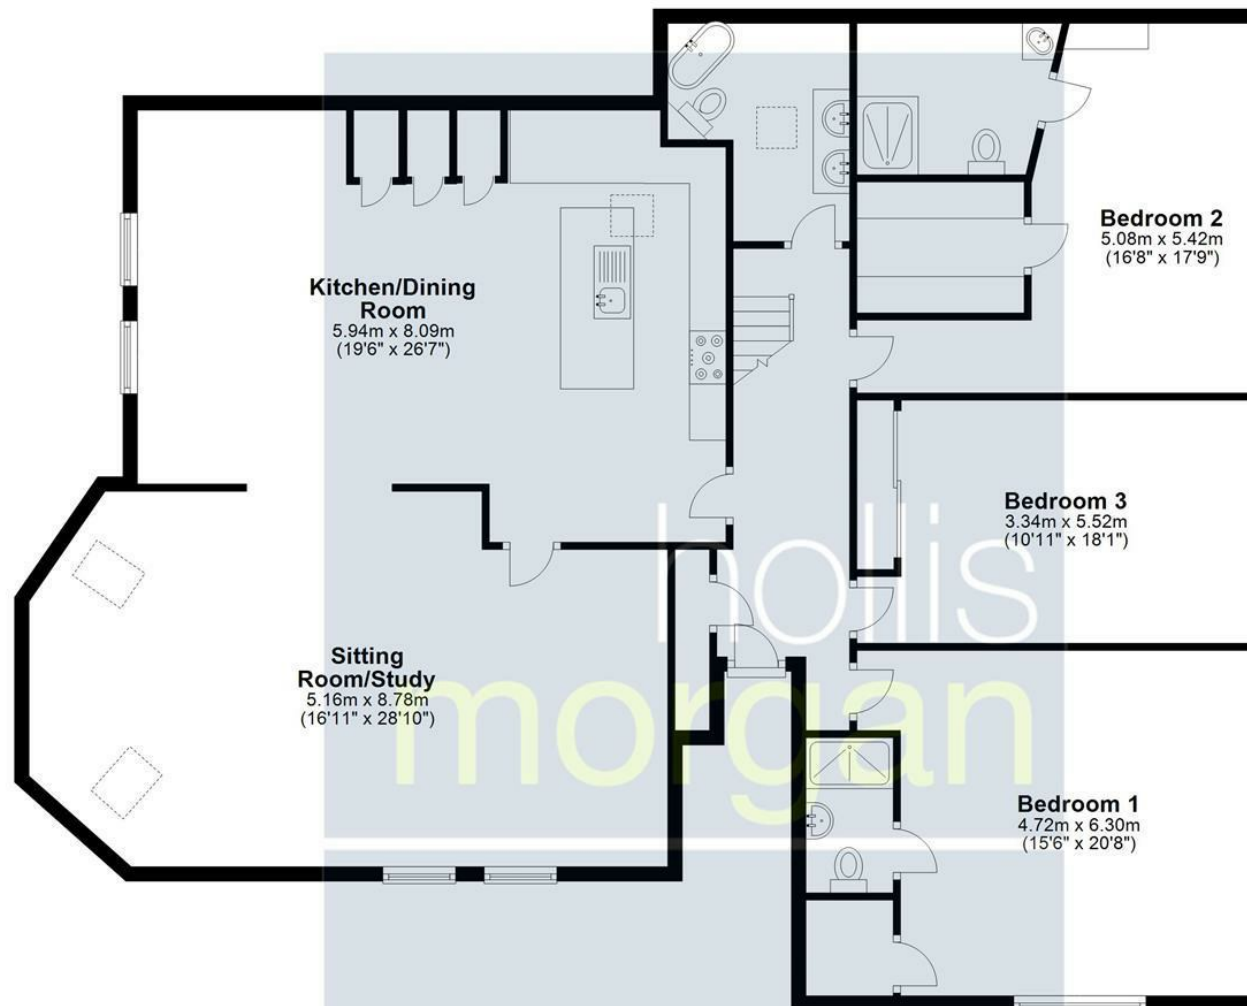 Bedroom 2
5.08m x 5.42m
(16'8" x 17'9")
Kitchen/Dining
Room
5.94m x 8.09m
(19'6" x 26'7")
Bedroom 3
3.34m x 5.52m
(10'11" x 18'1")
hollis
morgan
Sitting
Room/Study
5.16m x 8.78m
(16'11" x 28'10")
Bedroom 1
4.72m x 6.30m
(15'6" x 20'8")